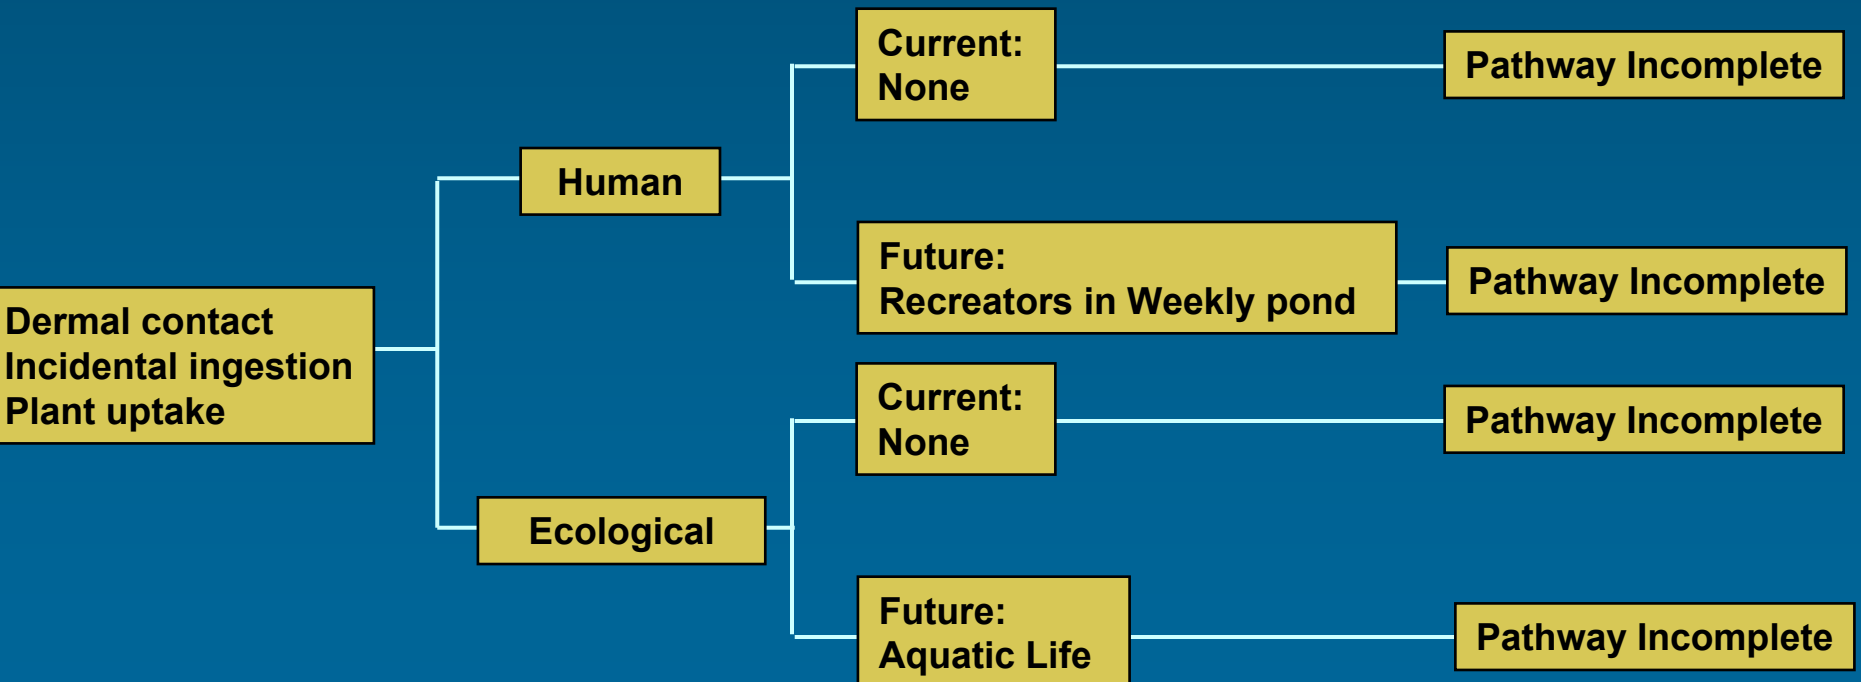 Dermal contact
Incidental ingestion
Plant uptake
Human
Current:
None
Pathway Incomplete
Future:
Recreators in Weekly pond
Pathway Incomplete
Ecological
Current:
None
Pathway Incomplete
Future:
Aquatic Life
Pathway Incomplete